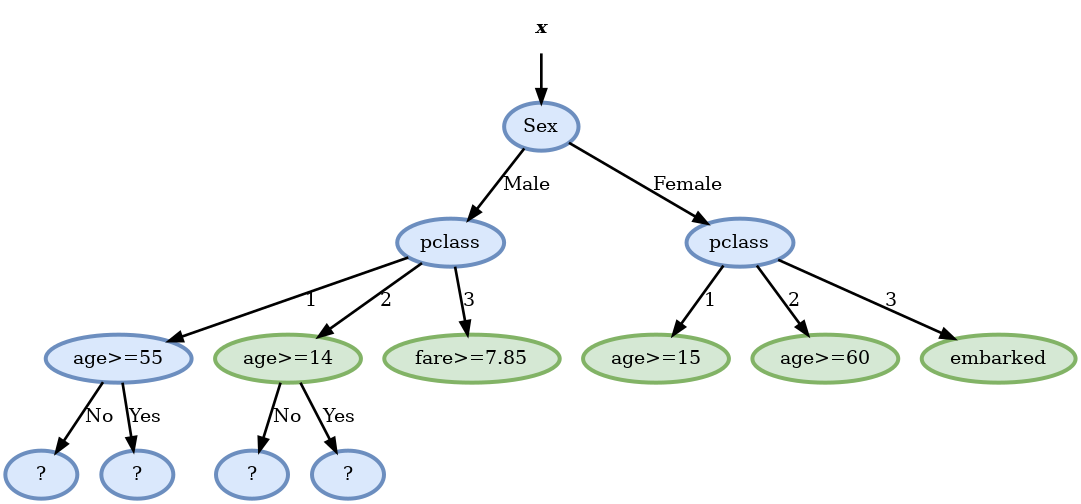 x
Sex
Male
Female
pclass
pclass
1
2
3
1
2
3
age>=55
age>=14
fare>=7.85
age>=15
age>=60
embarked
No
Yes
No
Yes
?
?
?
?